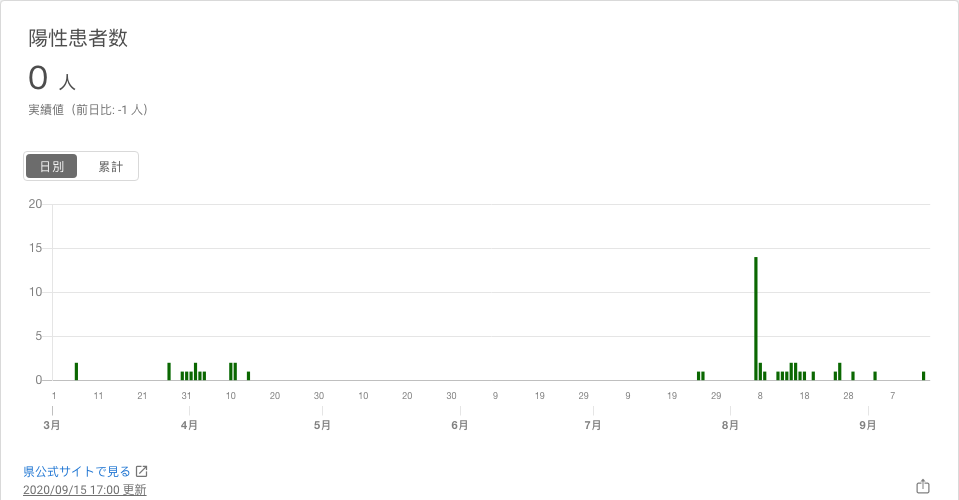 陽性患者数
0 人
実績値（前日比: -1 人）
日別 累計
20
15
10
5
0
1 11 21 31 10 20 30 10 20 30 9 19 29 9 19 29 8 18 28 7
3月 4月 5月 6月 7月 8月 9月
県公式サイトで見る
2020/09/15 17:00 更新